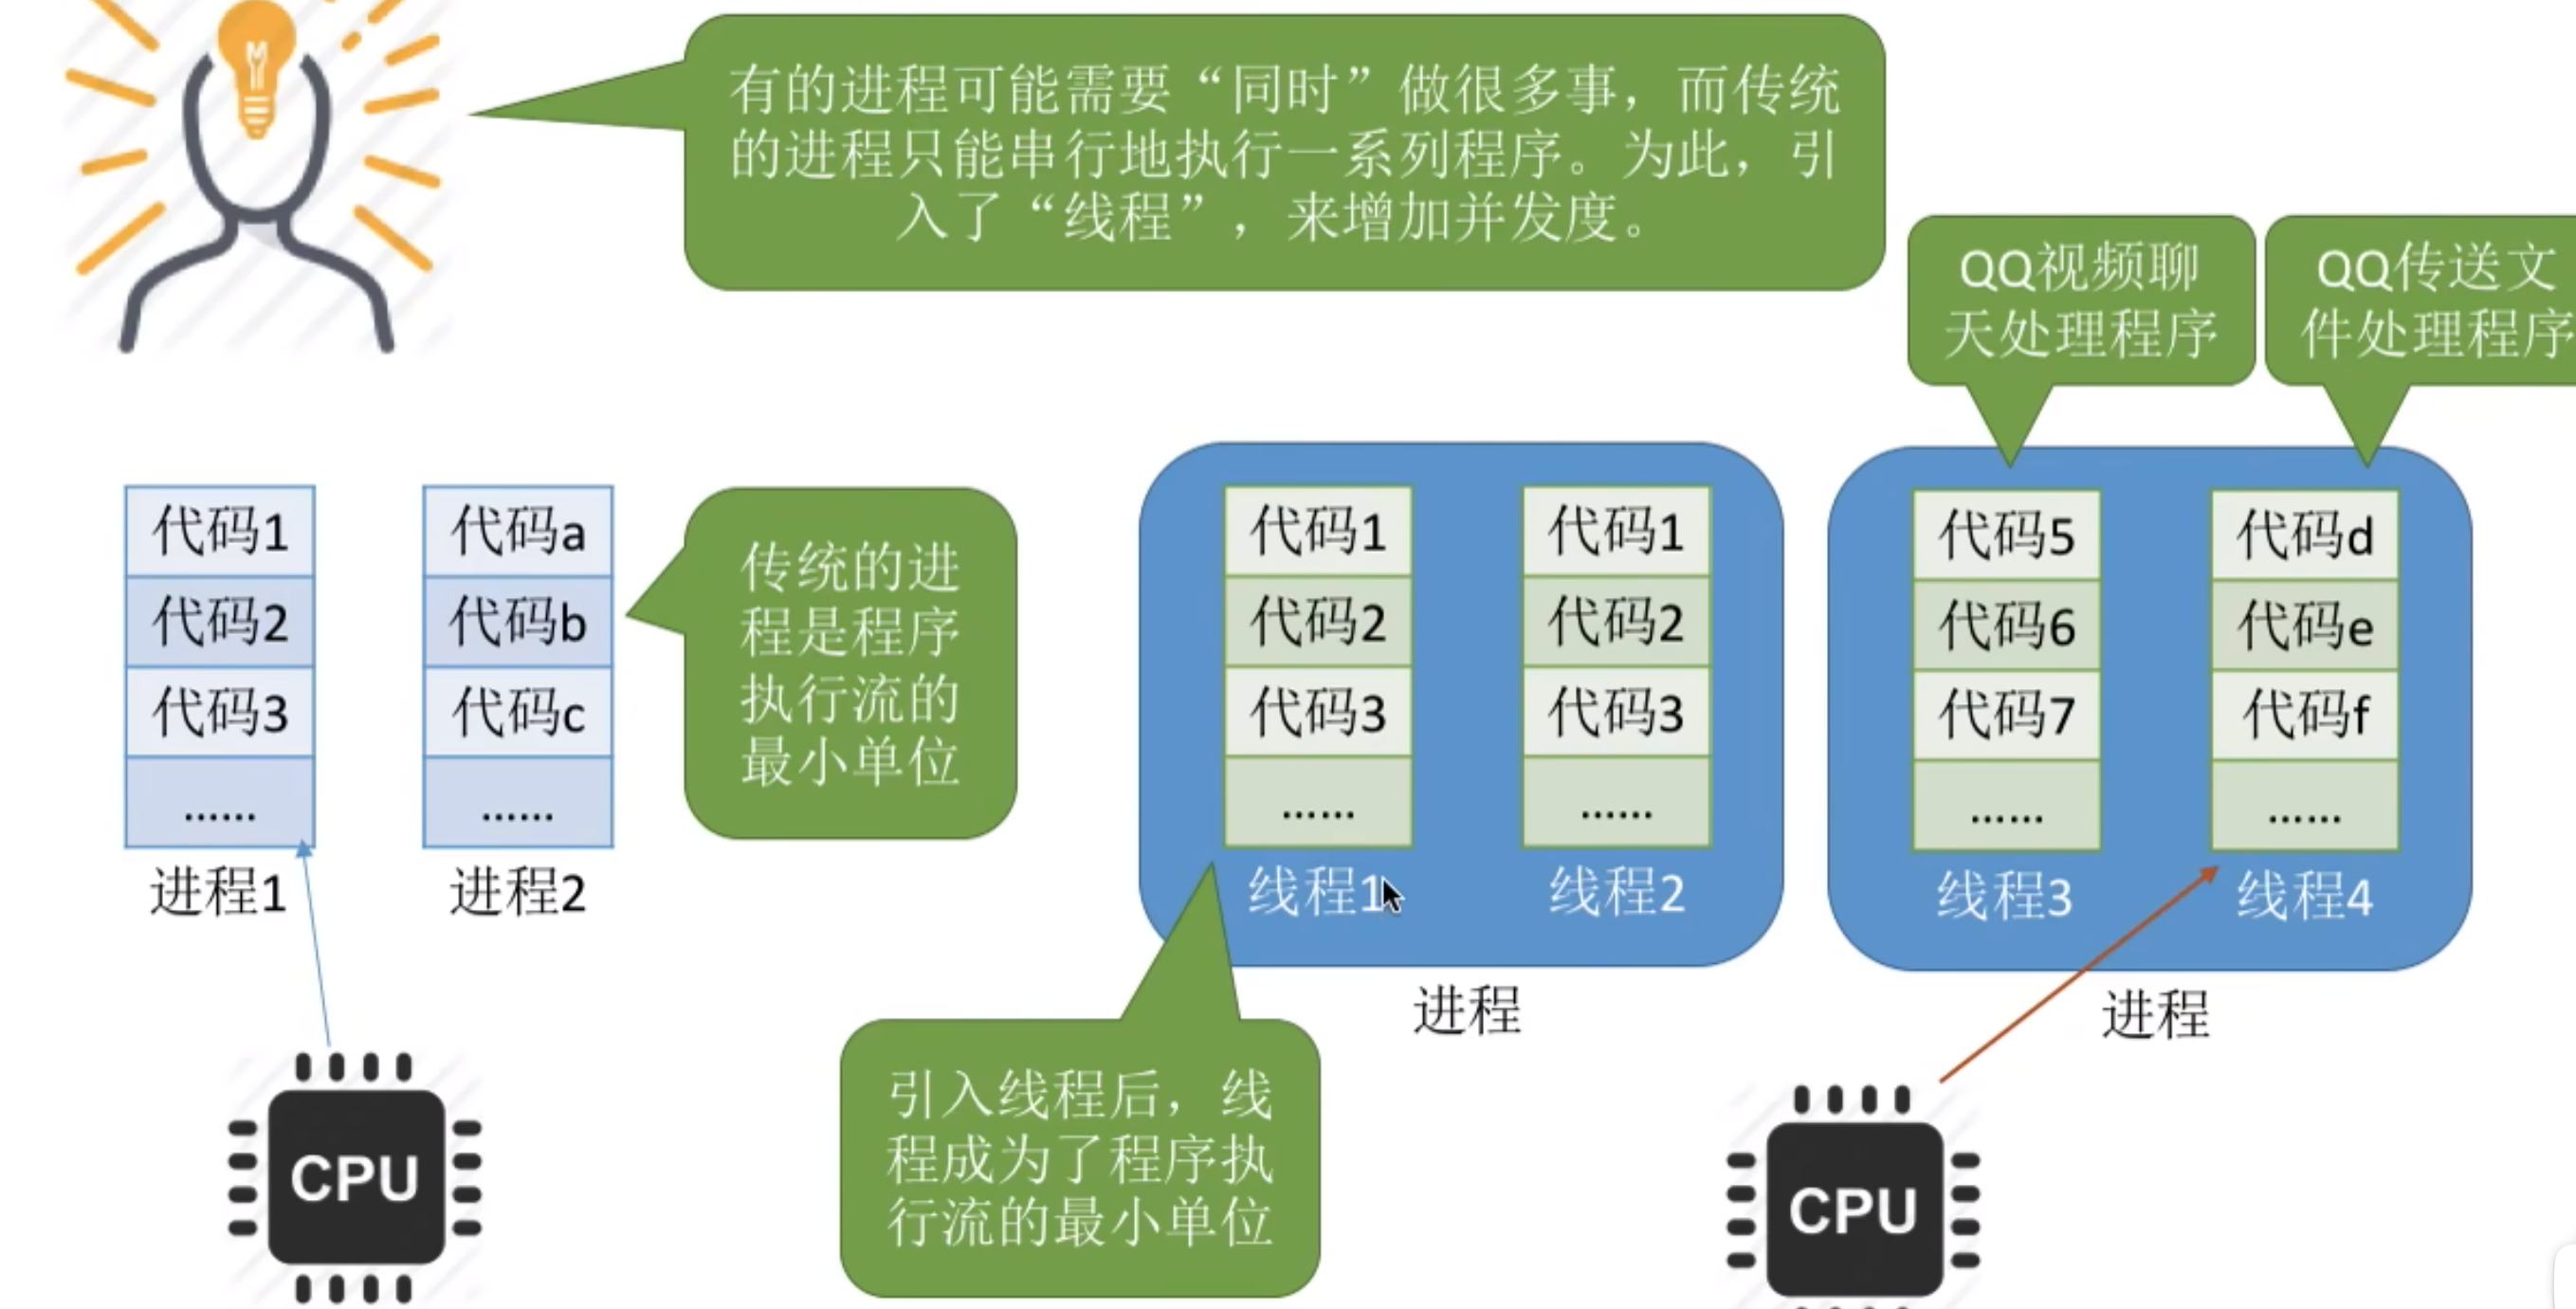 有的进程可能需要“同时”做很多事，而传统
的进程只能串行地执行一系列程序。为此，引
入了“线程”，来增加并发度。
QQ视频聊
天处理程序
QQ传送文
件处理程序
代码1
代码2
代码3
......
进程1
代码a
代码b
代码c
......
进程2
传统的进
程是程序
执行流的
最小单位
代码1
代码2
代码3
......
线程1
代码1
代码2
代码3
......
线程2
进程
代码5
代码6
代码7
......
线程3
代码d
代码e
代码f
......
线程4
进程
引入线程后，线
程成为了程序执
行流的最小单位
CPU
CPU